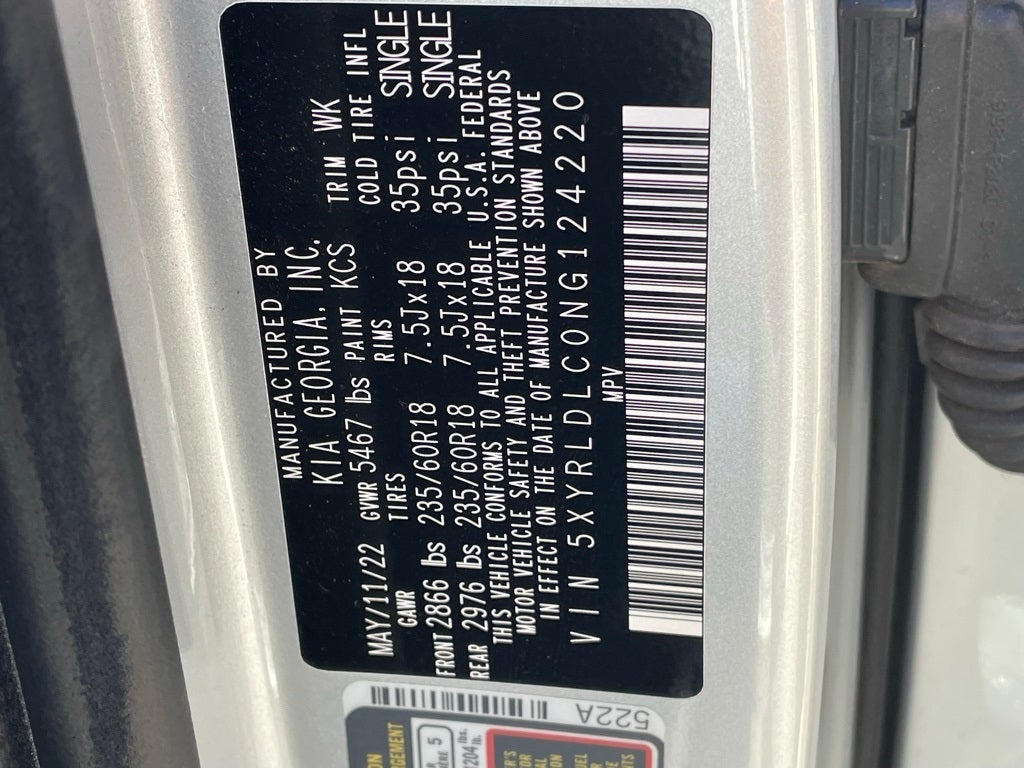 MANUFACTURED BY
KIA GEORGIA, INC.
MAY/11/22 GVWR 5467 lbs PAINT KCS TRIM WK
GAWR TIRES RIMS COLD TIRE INFL
FRONT 2866 lbs 235/60R18 7.5Jx18 35psi SINGLE
REAR 2976 lbs 235/60R18 7.5Jx18 35psi SINGLE
THIS VEHICLE CONFORMS TO ALL APPLICABLE U.S.A. FEDERAL
MOTOR VEHICLE SAFETY AND THEFT PREVENTION STANDARDS
IN EFFECT ON THE DATE OF MANUFACTURE SHOWN ABOVE
VIN 5XYRLDLC0NG124220
MPV
522A
5